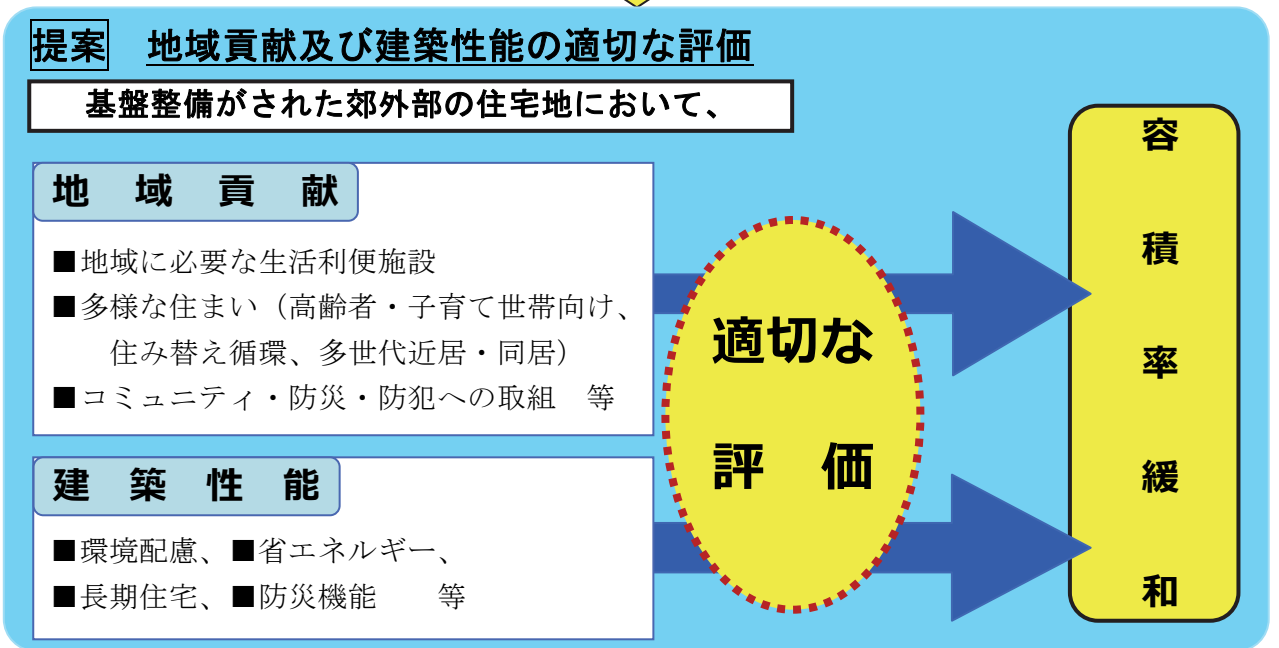 提案　地域貢献及び建築性能の適切な評価
基盤整備がされた郊外部の住宅地において、
地　域　貢　献
■地域に必要な生活利便施設
■多様な住まい（高齢者・子育て世帯向け、
住み替え循環、多世代近居・同居）
■コミュニティ・防災・防犯への取組　等
建　築　性　能
■環境配慮、■省エネルギー、
■長期住宅、■防災機能　　等
適切な
評　価
容積率緩和